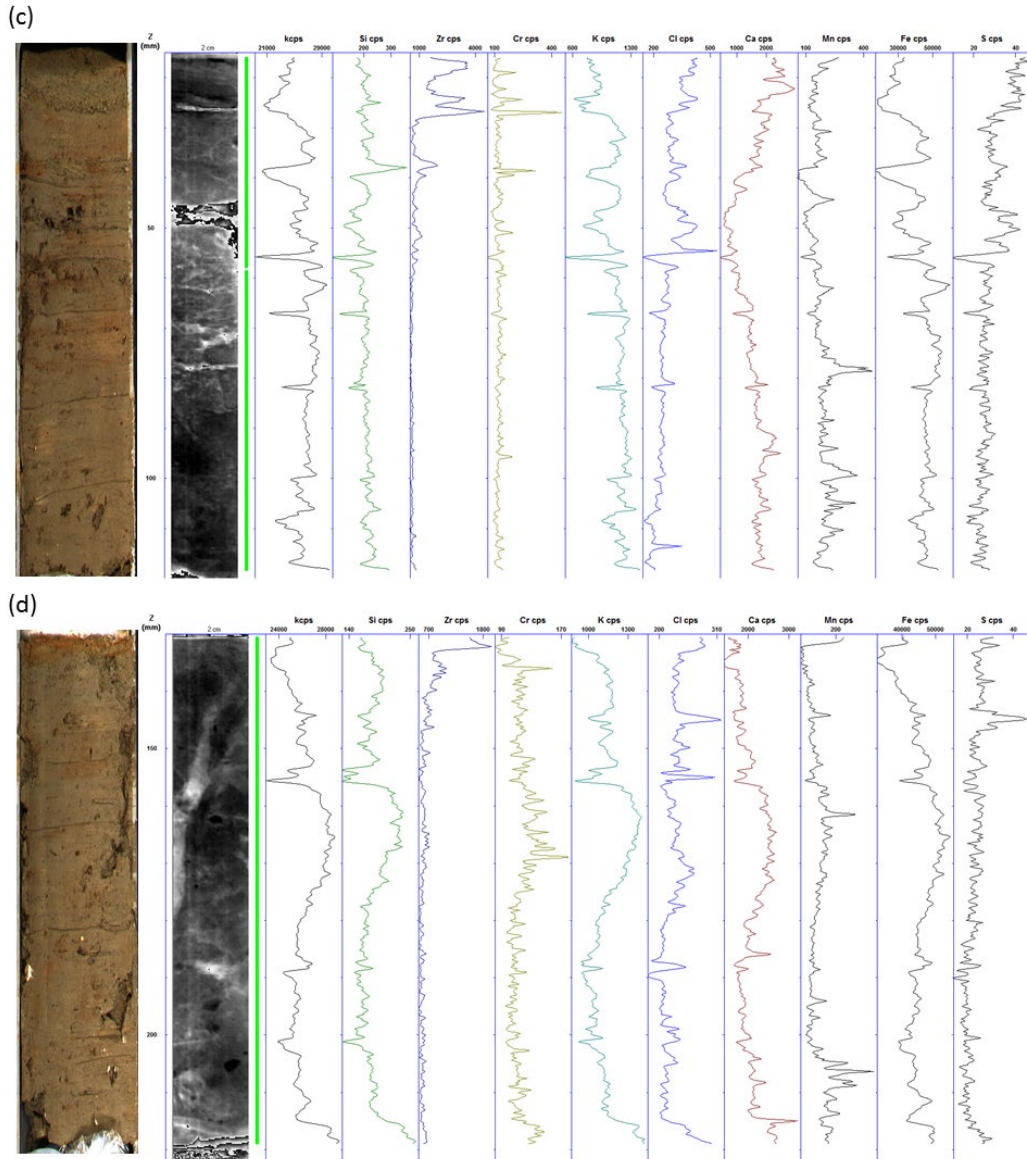 (c)
Z (mm) 2 cm kcps Si cps Zr cps Cr cps K cps Cl cps Ca cps Mn cps Fe cps S cps
21000 29000 200 300 1000 4000 100 400 600 1300 200 500 1000 2000 100 400 30000 50000 20 40
50
100
(d)
Z (mm) 2 cm kcps Si cps Zr cps Cr cps K cps Cl cps Ca cps Mn cps Fe cps S cps
24000 28000 140 250 700 1800 90 170 1000 1300 200 310 2000 3000 200 40000 50000 20 40
150
200